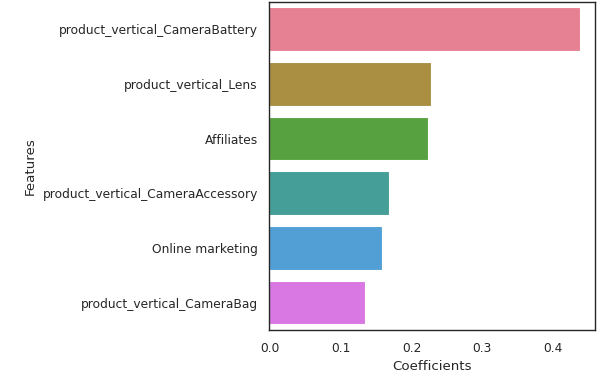 product_vertical_CameraBattery
product_vertical_Lens
Affiliates
product_vertical_CameraAccessory
Online marketing
product_vertical_CameraBag
Features
0.0 0.1 0.2 0.3 0.4
Coefficients